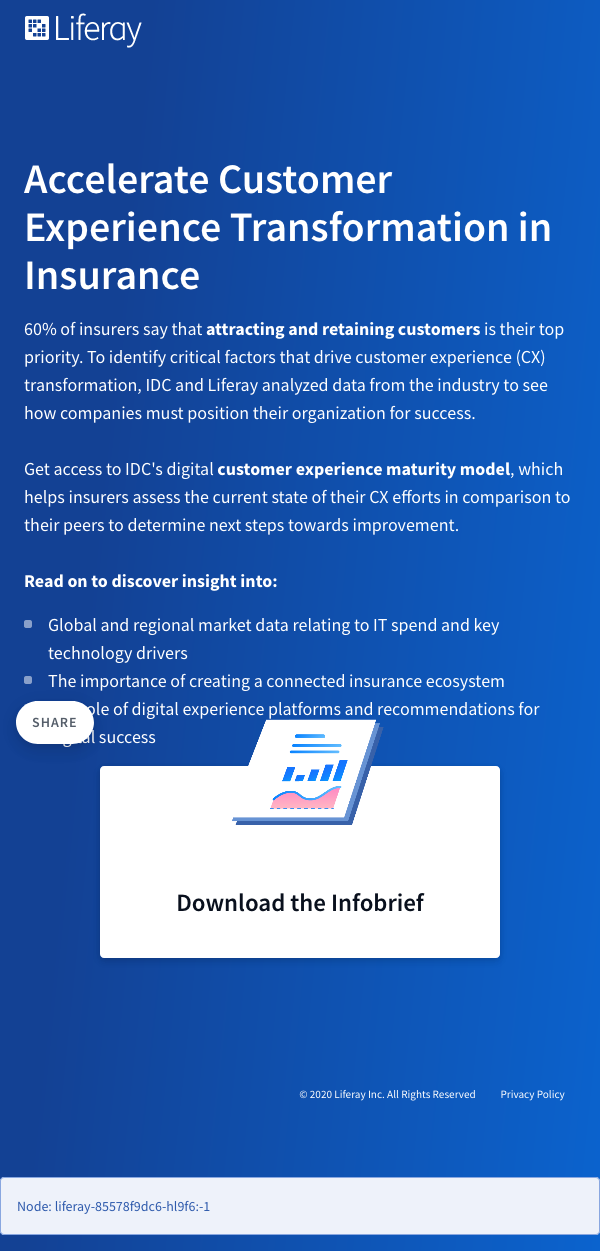 Liferay
Accelerate Customer
Experience Transformation in
Insurance
60% of insurers say that attracting and retaining customers is their top
priority. To identify critical factors that drive customer experience (CX)
transformation, IDC and Liferay analyzed data from the industry to see
how companies must position their organization for success.
Get access to IDC's digital customer experience maturity model, which
helps insurers assess the current state of their CX efforts in comparison to
their peers to determine next steps towards improvement.
Read on to discover insight into:
Global and regional market data relating to IT spend and key
technology drivers
The importance of creating a connected insurance ecosystem
of digital experience platforms and recommendations for
SHARE
success
Download the Infobrief
© 2020 Liferay Inc. All Rights Reserved Privacy Policy
Node: liferay-85578f9dc6-hl9f6:-1